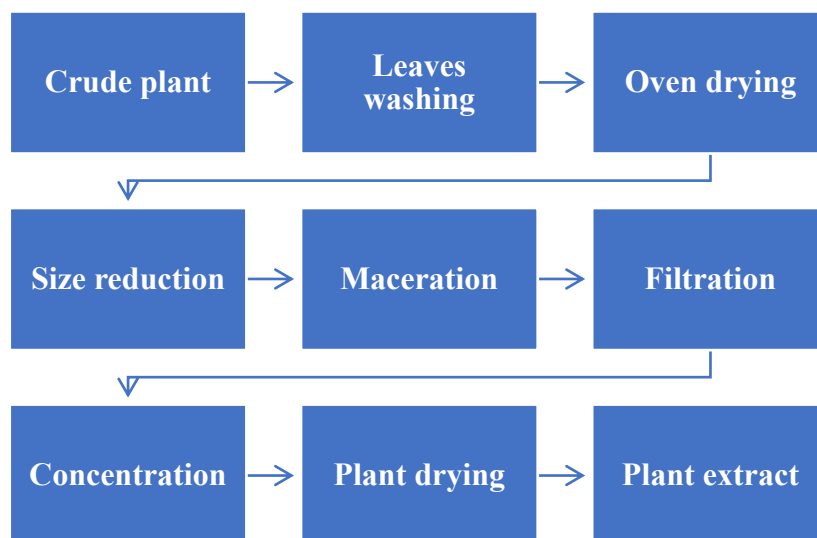 Crude plant
Leaves
washing
Oven drying
Size reduction
Maceration
Filtration
Concentration
Plant drying
Plant extract